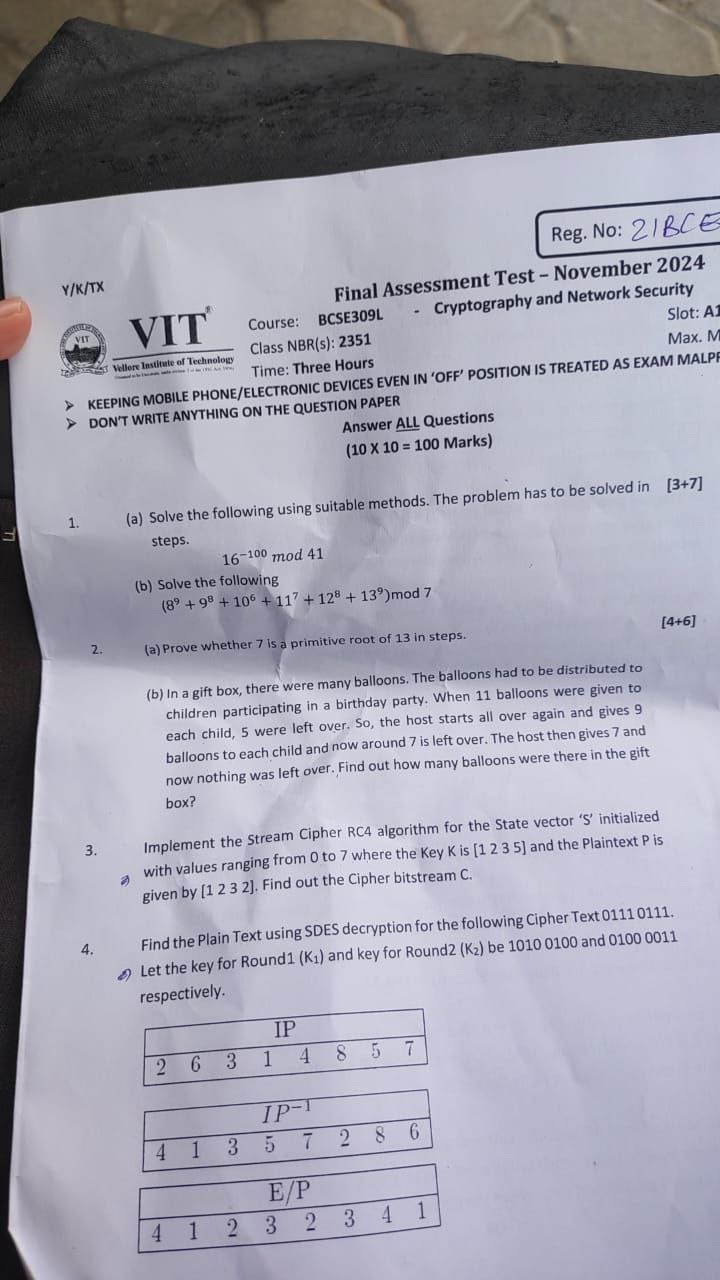 Reg. No: 21BCE
Y/K/TX
Final Assessment Test – November 2024
VIT®
VIT
Vellore Institute of Technology
Course: BCSE309L - Cryptography and Network Security
Class NBR(s): 2351
Slot: A1
Time: Three Hours
Max. M
➤ KEEPING MOBILE PHONE/ELECTRONIC DEVICES EVEN IN ‘OFF’ POSITION IS TREATED AS EXAM MALPR
➤ DON’T WRITE ANYTHING ON THE QUESTION PAPER
Answer ALL Questions
(10 X 10 = 100 Marks)
1. (a) Solve the following using suitable methods. The problem has to be solved in [3+7]
steps.
16⁻¹⁰⁰ mod 41
(b) Solve the following
(8⁹ + 9⁸ + 10⁶ + 11⁷ + 12⁸ + 13⁹)mod 7
2. (a) Prove whether 7 is a primitive root of 13 in steps. [4+6]
(b) In a gift box, there were many balloons. The balloons had to be distributed to
children participating in a birthday party. When 11 balloons were given to
each child, 5 were left over. So, the host starts all over again and gives 9
balloons to each child and now around 7 is left over. The host then gives 7 and
now nothing was left over. Find out how many balloons were there in the gift
box?
3. Implement the Stream Cipher RC4 algorithm for the State vector ‘S’ initialized
with values ranging from 0 to 7 where the Key K is [1 2 3 5] and the Plaintext P is
given by [1 2 3 2]. Find out the Cipher bitstream C.
4. Find the Plain Text using SDES decryption for the following Cipher Text 0111 0111.
Let the key for Round1 (K₁) and key for Round2 (K₂) be 1010 0100 and 0100 0011
respectively.
IP
2 6 3 1 4 8 5 7
IP⁻¹
4 1 3 5 7 2 8 6
E/P
4 1 2 3 2 3 4 1